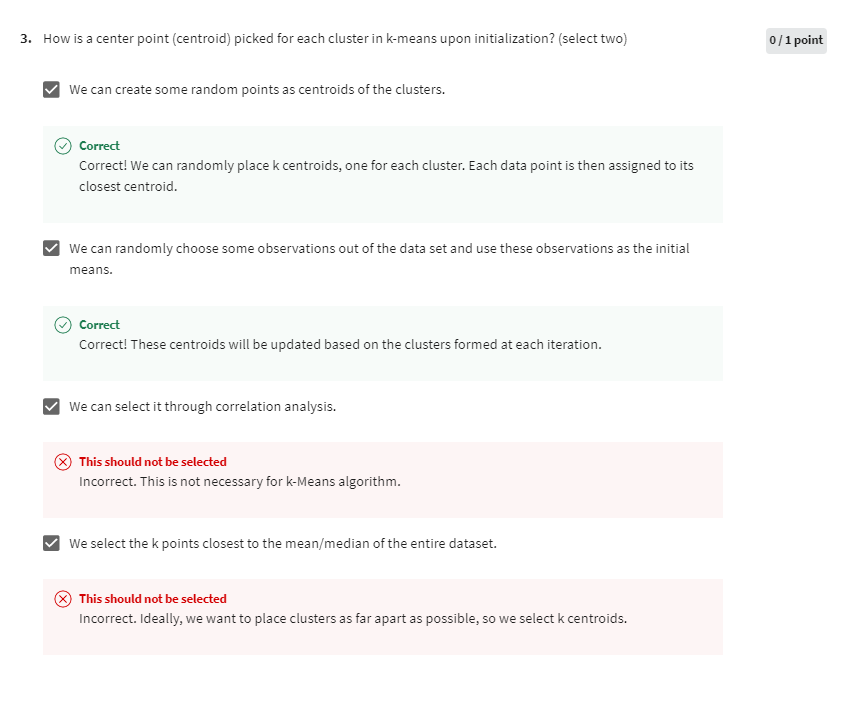 3. How is a center point (centroid) picked for each cluster in k-means upon initialization? (select two)
0 / 1 point
We can create some random points as centroids of the clusters.
Correct
Correct! We can randomly place k centroids, one for each cluster. Each data point is then assigned to its
closest centroid.
We can randomly choose some observations out of the data set and use these observations as the initial
means.
Correct
Correct! These centroids will be updated based on the clusters formed at each iteration.
We can select it through correlation analysis.
This should not be selected
Incorrect. This is not necessary for k-Means algorithm.
We select the k points closest to the mean/median of the entire dataset.
This should not be selected
Incorrect. Ideally, we want to place clusters as far apart as possible, so we select k centroids.